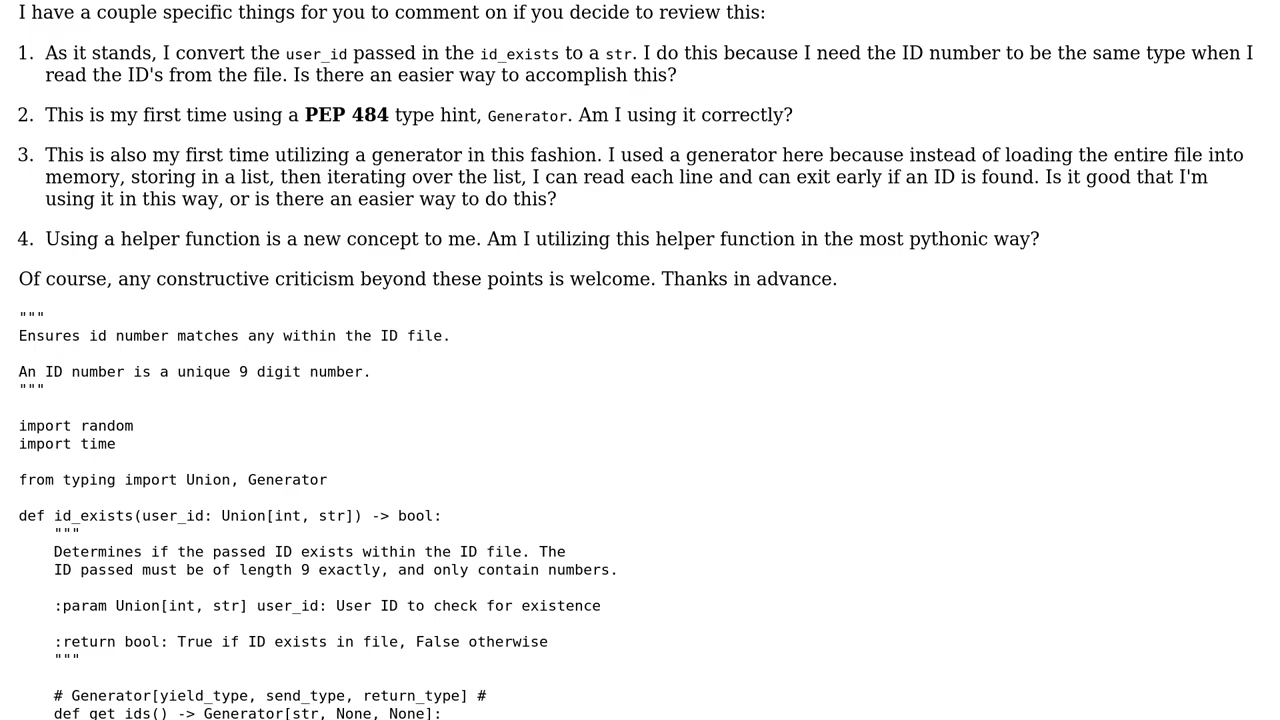 I have a couple specific things for you to comment on if you decide to review this:
1. As it stands, I convert the user_id passed in the id_exists to a str. I do this because I need the ID number to be the same type when I
read the ID's from the file. Is there an easier way to accomplish this?
2. This is my first time using a PEP 484 type hint, Generator. Am I using it correctly?
3. This is also my first time utilizing a generator in this fashion. I used a generator here because instead of loading the entire file into
memory, storing in a list, then iterating over the list, I can read each line and can exit early if an ID is found. Is it good that I'm
using it in this way, or is there an easier way to do this?
4. Using a helper function is a new concept to me. Am I utilizing this helper function in the most pythonic way?
Of course, any constructive criticism beyond these points is welcome. Thanks in advance.
"""
Ensures id number matches any within the ID file.
An ID number is a unique 9 digit number.
"""
import random
import time
from typing import Union, Generator
def id_exists(user_id: Union[int, str]) -> bool:
    """
    Determines if the passed ID exists within the ID file. The
    ID passed must be of length 9 exactly, and only contain numbers.
    :param Union[int, str] user_id: User ID to check for existence
    :return bool: True if ID exists in file, False otherwise
    """
    # Generator[yield_type, send_type, return_type] #
    def get_ids() -> Generator[str, None, None]: